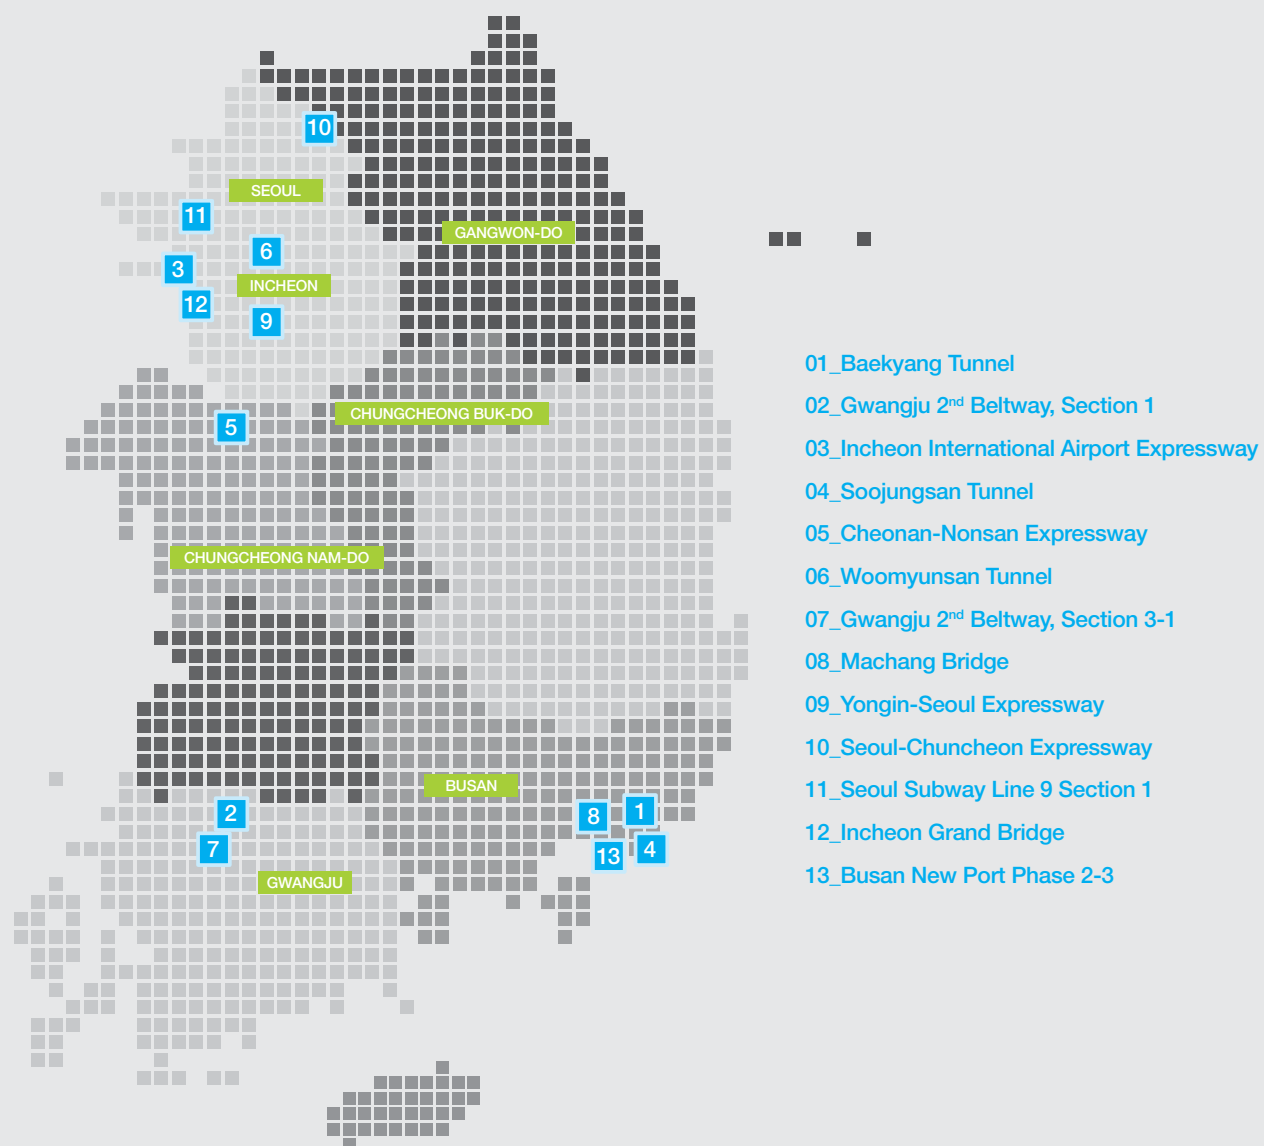 10
SEOUL
11
GANGWON-DO
6
3
INCHEON
12
9
01_Baekyang Tunnel
02_Gwangju 2nd Beltway, Section 1
CHUNGCHEONG BUK-DO
5
03_Incheon International Airport Expressway
04_Soojungsan Tunnel
05_Cheonan-Nonsan Expressway
CHUNGCHEONG NAM-DO
06_Woomyunsan Tunnel
07_Gwangju 2nd Beltway, Section 3-1
08_Machang Bridge
09_Yongin-Seoul Expressway
10_Seoul-Chuncheon Expressway
BUSAN
11_Seoul Subway Line 9 Section 1
2
8
1
12_Incheon Grand Bridge
7
13
4
GWANGJU
13_Busan New Port Phase 2-3